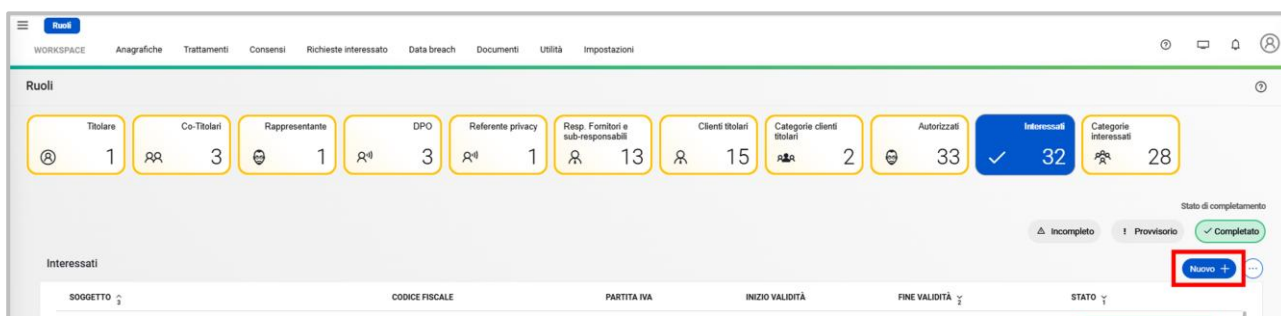 Ruoli
WORKSPACE Anagrafiche Trattamenti Consensi Richieste interessato Data breach Documenti Utilità Impostazioni
Ruoli
Titolare
1
Co-Titolari
3
Rappresentante
1
DPO
3
Referente privacy
1
Resp. Fornitori e
sub-responsabili
13
Clienti titolari
15
Categorie clienti
titolari
2
Autorizzati
33
Interessati
32
Categorie
interessati
28
Stato di completamento
Incompleto ! Provvisorio Completato
Interessati
Nuovo +
SOGGETTO 3 CODICE FISCALE PARTITA IVA INIZIO VALIDITÀ FINE VALIDITÀ 2 STATO 1